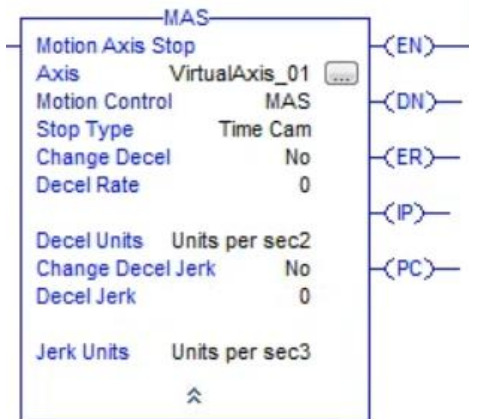 MAS
Motion Axis Stop
Axis VirtualAxis_01 ...
Motion Control MAS
Stop Type Time Cam
Change Decel No
Decel Rate 0
Decel Units Units per sec2
Change Decel Jerk No
Decel Jerk 0
Jerk Units Units per sec3
EN
DN
ER
IP
PC